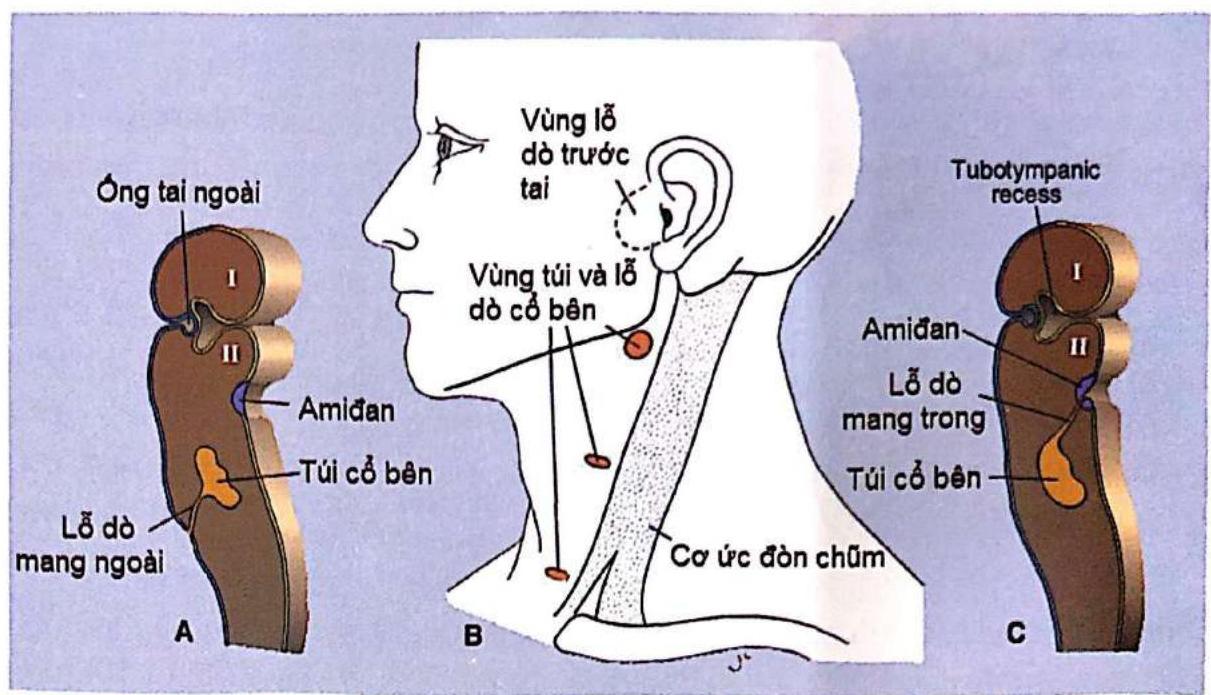 Ống tai ngoài
I
II
Amiđan
Túi cổ bên
Lỗ dò
mang ngoài
A
Vùng lỗ
dò trước
tai
Vùng túi và lỗ
dò cổ bên
Cơ ức đòn chũm
B
Tubotympanic
recess
I
II
Amiđan
Lỗ dò
mang trong
Túi cổ bên
C